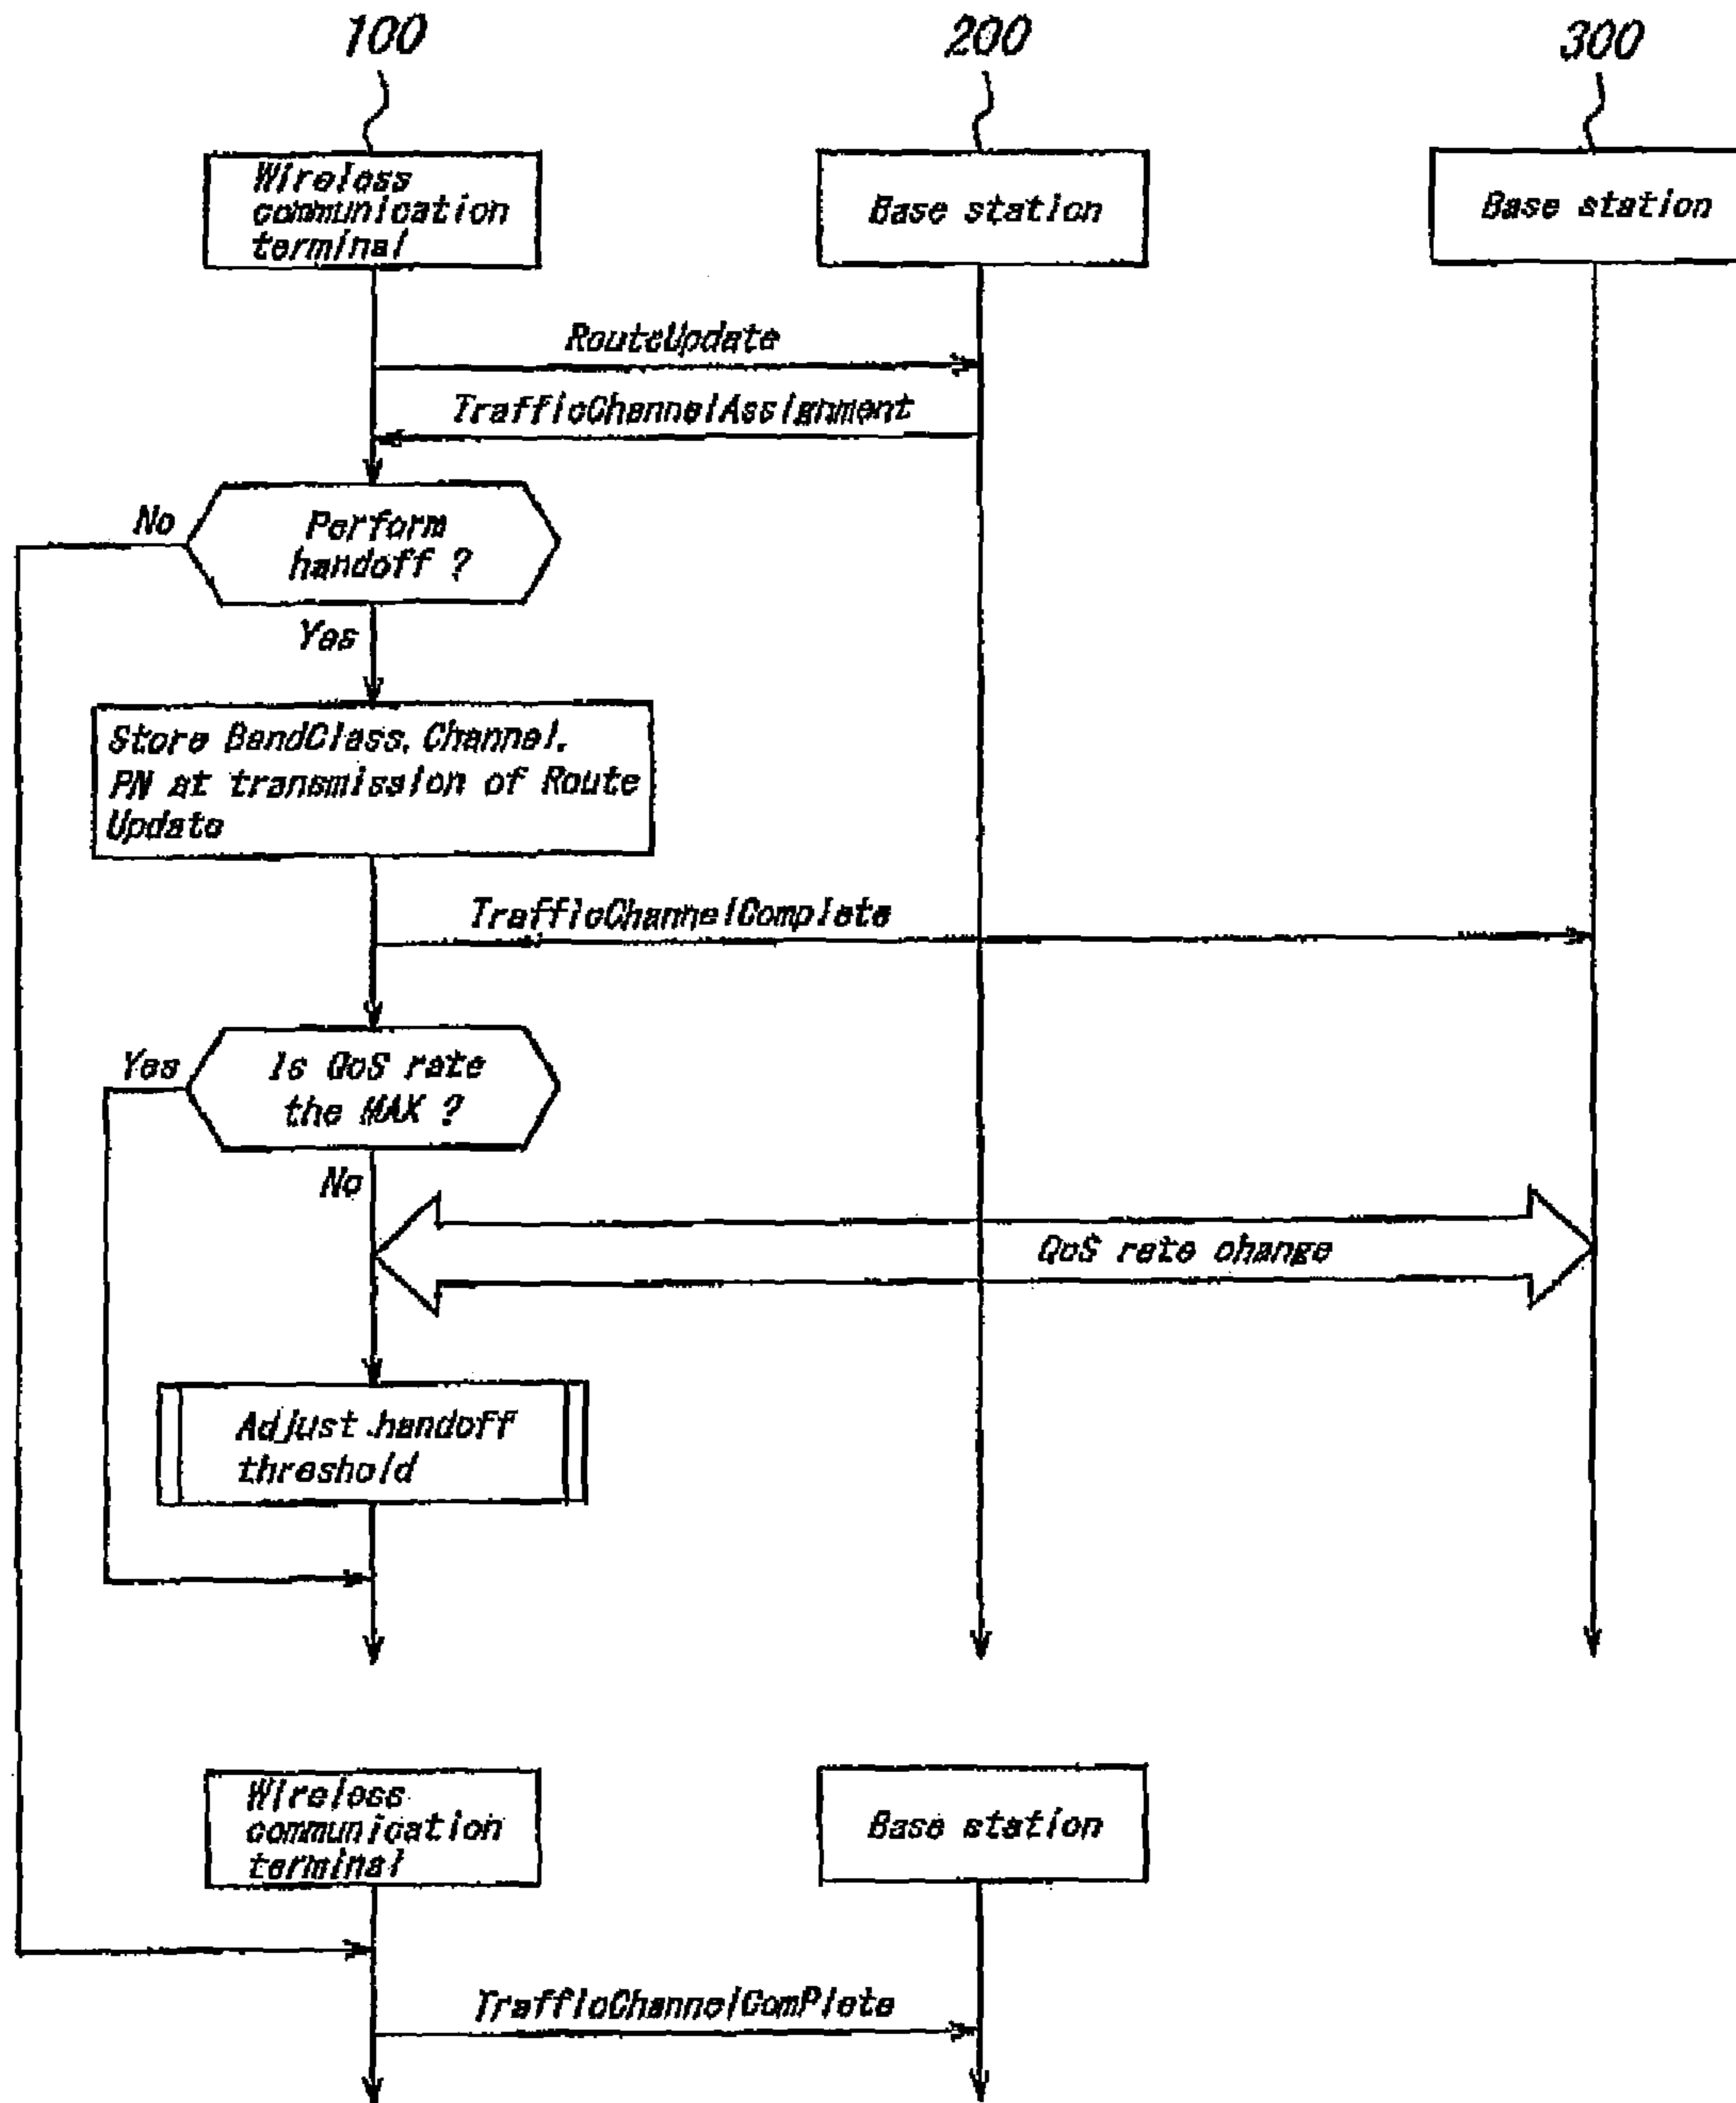 100
200
300
Wireless
communication
terminal
Base station
Base station
RouteUpdate
TrafficChannelAssignment
No
Perform
handoff ?
Yes
Store BandClass, Channel,
PN at transmission of Route
Update
TrafficChannelComplete
Yes
Is QoS rate
the MAX ?
No
QoS rate change
Adjust handoff
threshold
Wireless
communication
terminal
Base station
TrafficChannelComPlete